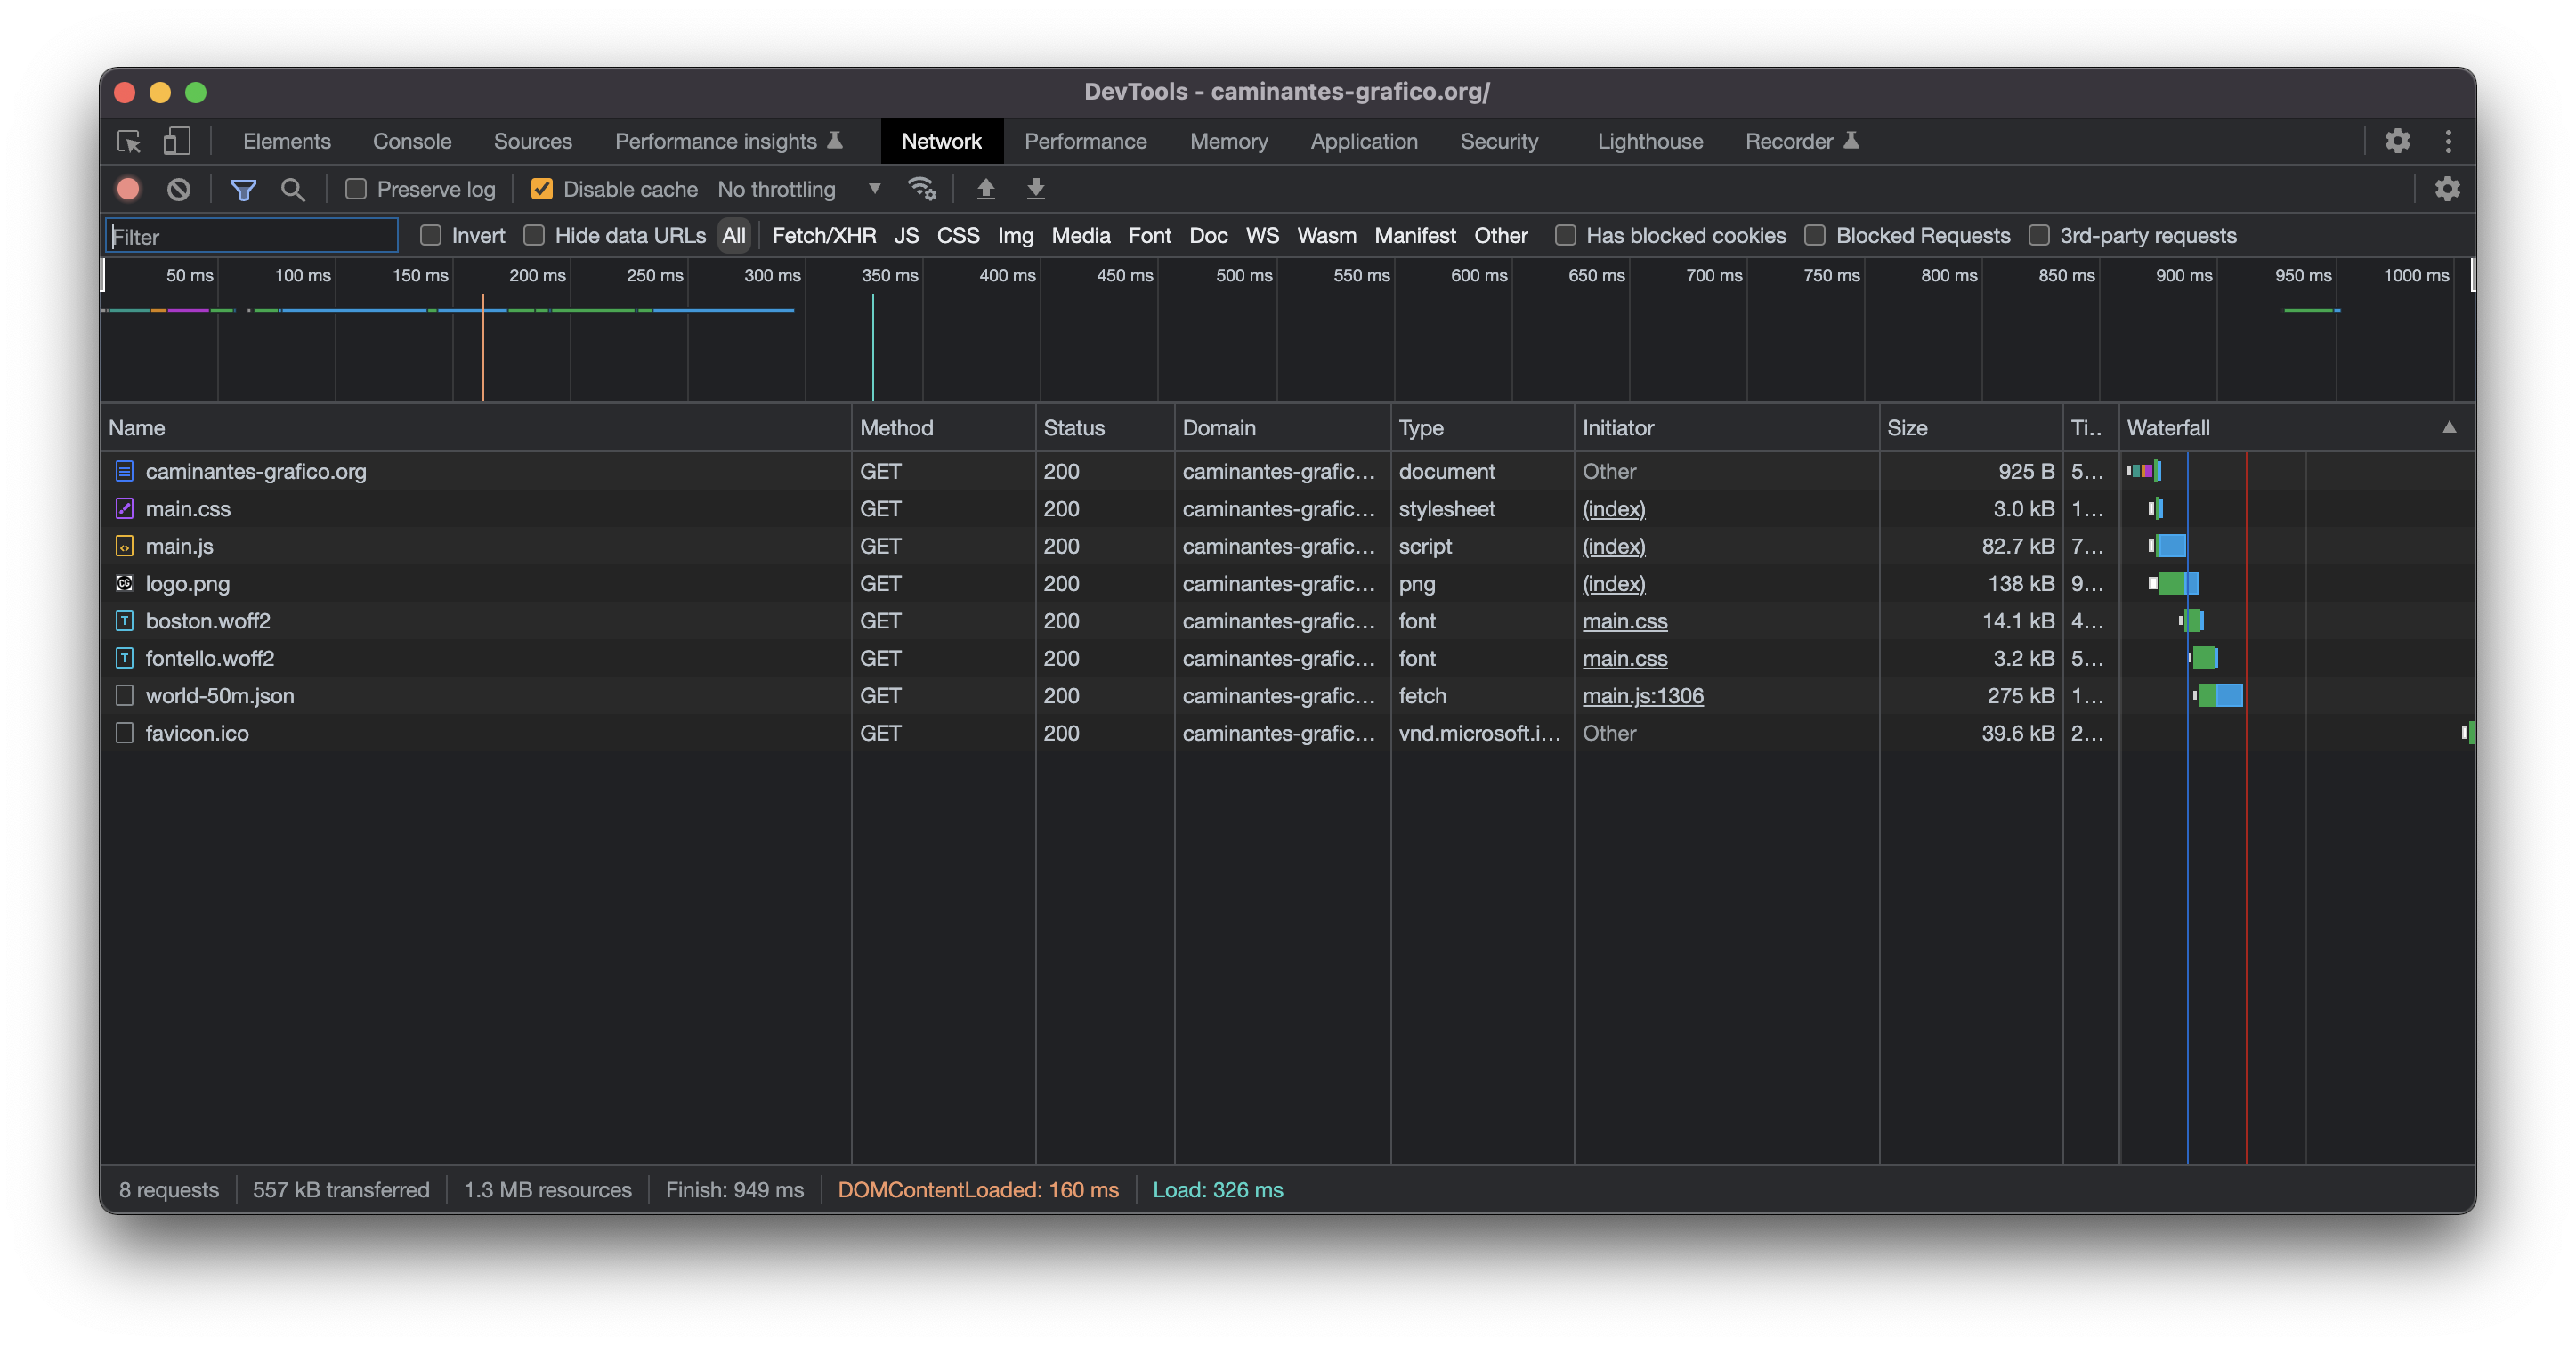 DevTools - caminantes-grafico.org/
Elements Console Sources Performance insights Network Performance Memory Application Security Lighthouse Recorder
Preserve log Disable cache No throttling
Filter Invert Hide data URLs All Fetch/XHR JS CSS Img Media Font Doc WS Wasm Manifest Other Has blocked cookies Blocked Requests 3rd-party requests
50 ms 100 ms 150 ms 200 ms 250 ms 300 ms 350 ms 400 ms 450 ms 500 ms 550 ms 600 ms 650 ms 700 ms 750 ms 800 ms 850 ms 900 ms 950 ms 1000 ms
Name Method Status Domain Type Initiator Size Ti.. Waterfall
caminantes-grafico.org GET 200 caminantes-grafic... document Other 925 B 5...
main.css GET 200 caminantes-grafic... stylesheet (index) 3.0 kB 1...
main.js GET 200 caminantes-grafic... script (index) 82.7 kB 7...
CG logo.png GET 200 caminantes-grafic... png (index) 138 kB 9...
T boston.woff2 GET 200 caminantes-grafic... font main.css 14.1 kB 4...
T fontello.woff2 GET 200 caminantes-grafic... font main.css 3.2 kB 5...
world-50m.json GET 200 caminantes-grafic... fetch main.js:1306 275 kB 1...
favicon.ico GET 200 caminantes-grafic... vnd.microsoft.i... Other 39.6 kB 2...
8 requests 557 kB transferred 1.3 MB resources Finish: 949 ms DOMContentLoaded: 160 ms Load: 326 ms